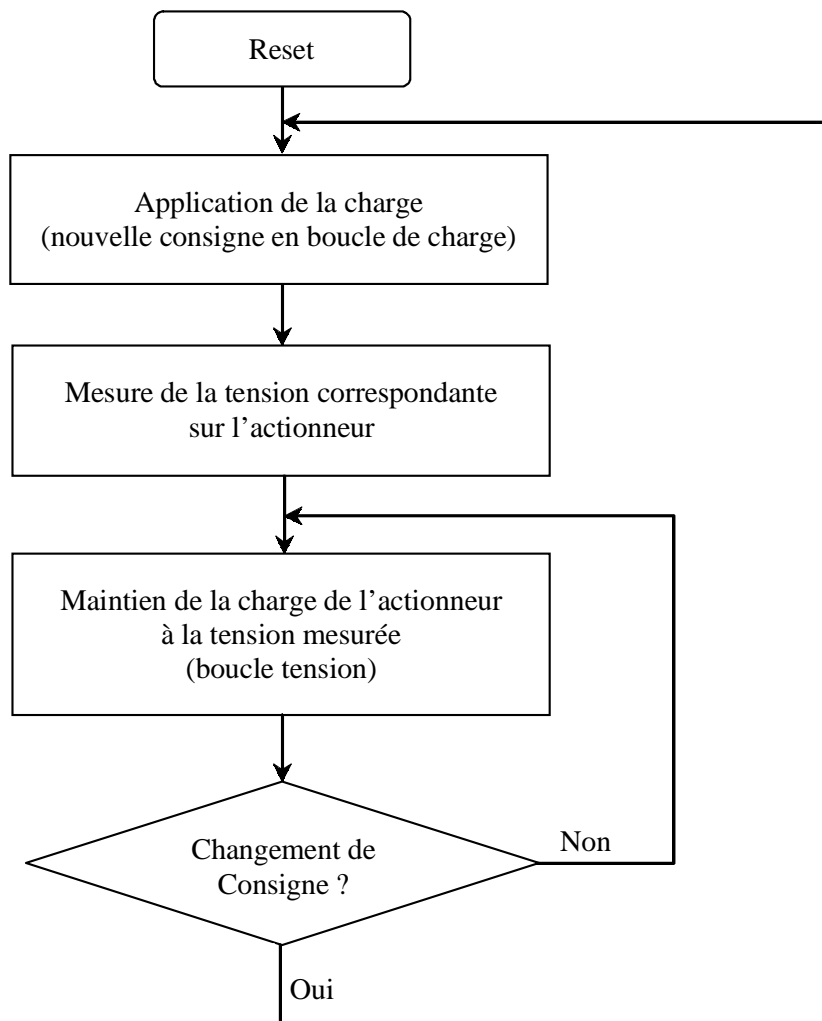 Reset
Application de la charge
(nouvelle consigne en boucle de charge)
Mesure de la tension correspondante
sur l’actionneur
Maintien de la charge de l’actionneur
à la tension mesurée
(boucle tension)
Changement de
Consigne ?
Non
Oui